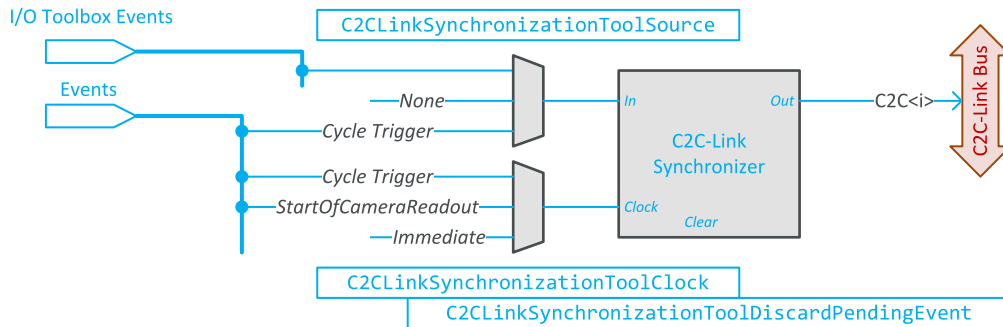 I/O Toolbox Events
C2CLinkSynchronizationToolSource
Events
None
Cycle Trigger
In
Out
C2C<i>
C2C-Link Bus
C2C-Link
Synchronizer
Cycle Trigger
StartOfCameraReadout
Immediate
Clock
Clear
C2CLinkSynchronizationToolClock
C2CLinkSynchronizationToolDiscardPendingEvent